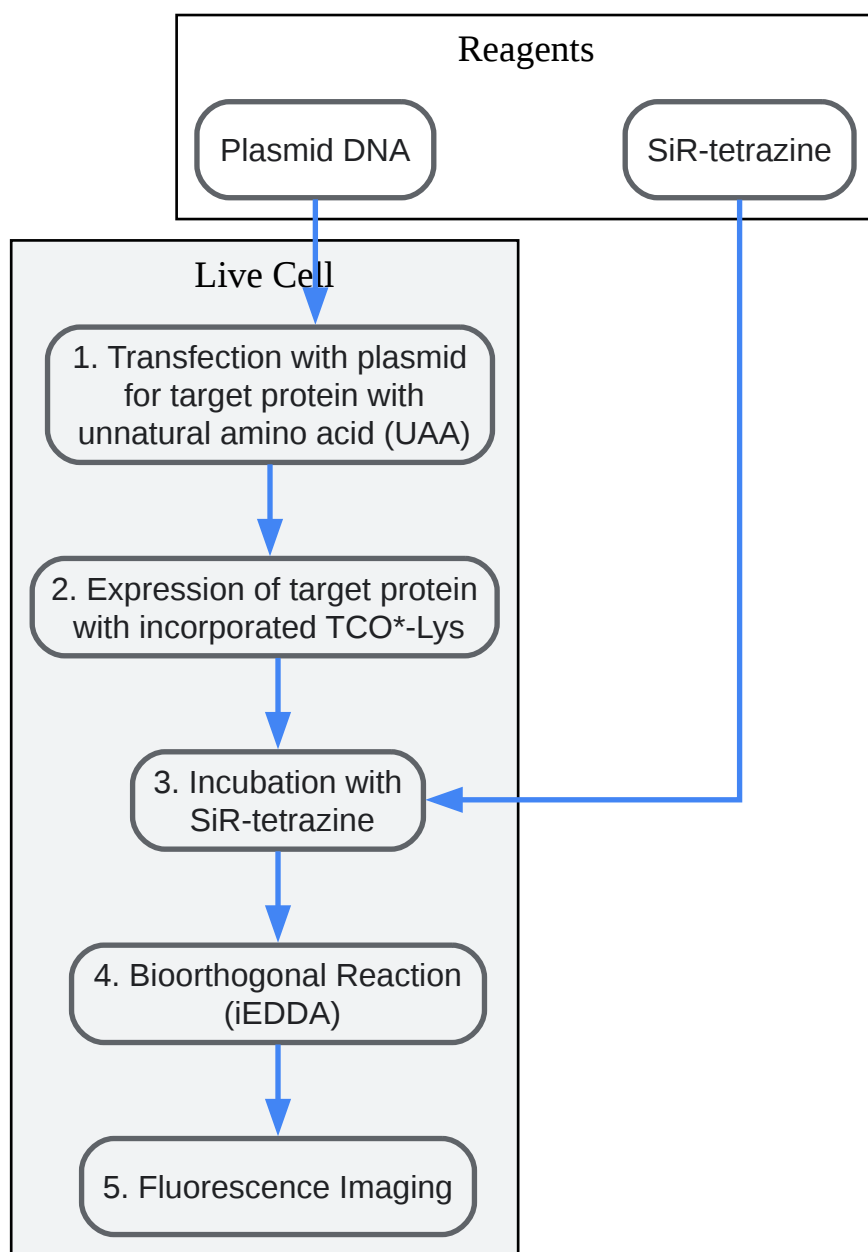 Reagents
Plasmid DNA
SiR-tetrazine
Live Cell
1. Transfection with plasmid
for target protein with
unnatural amino acid (UAA)
2. Expression of target protein
with incorporated TCO*-Lys
3. Incubation with
SiR-tetrazine
4. Bioorthogonal Reaction
(iEDDA)
5. Fluorescence Imaging